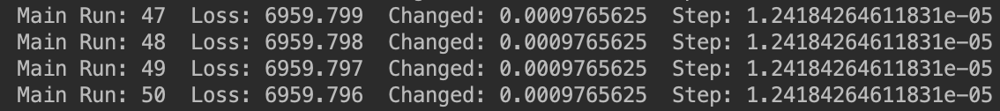 Main Run: 47  Loss: 6959.799  Changed: 0.0009765625  Step: 1.24184264611831e-05
Main Run: 48  Loss: 6959.798  Changed: 0.0009765625  Step: 1.24184264611831e-05
Main Run: 49  Loss: 6959.797  Changed: 0.0009765625  Step: 1.24184264611831e-05
Main Run: 50  Loss: 6959.796  Changed: 0.0009765625  Step: 1.24184264611831e-05